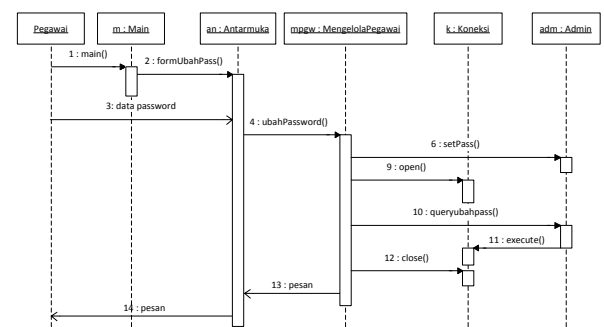 Pegawai
m : Main
an : Antarmuka
mpgw : MengelolaPegawai
k : Koneksi
adm : Admin
1 : main()
2 : formUbahPass()
3: data password
4 : ubahPassword()
6 : setPass()
9 : open()
10 : queryubahpass()
11 : execute()
12 : close()
13 : pesan
14 : pesan